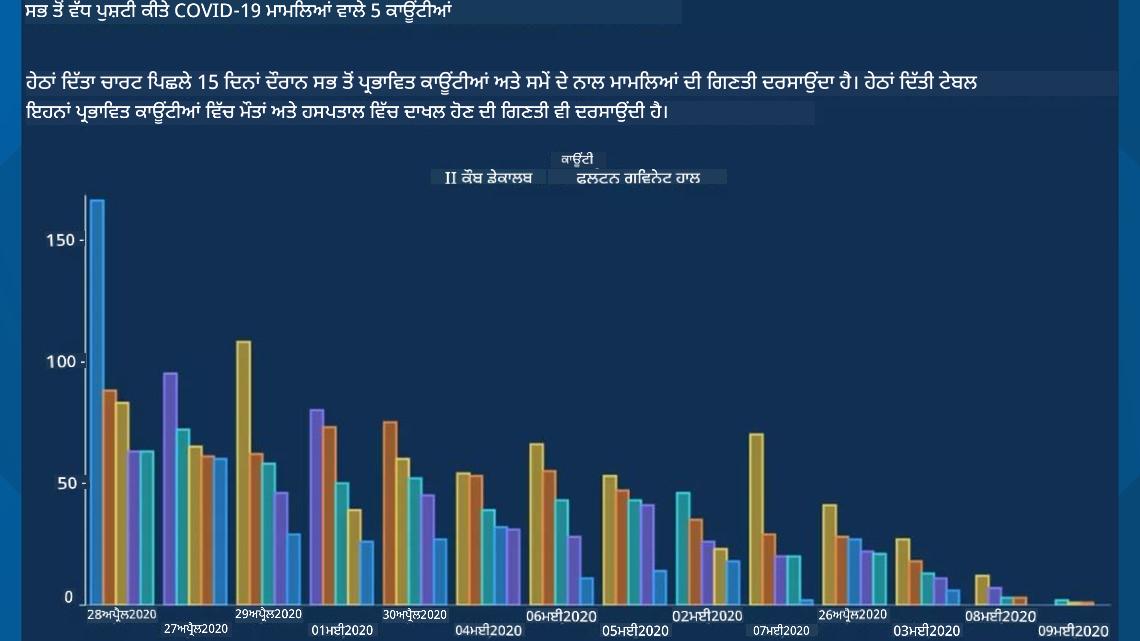 ਸਭ ਤੋਂ ਵੱਧ ਪੁਸ਼ਟੀ ਕੀਤੇ COVID-19 ਮਾਮਲਿਆਂ ਵਾਲੇ 5 ਕਾਊਂਟੀਆਂ
ਹੇਠਾਂ ਦਿੱਤਾ ਚਾਰਟ ਪਿਛਲੇ 15 ਦਿਨਾਂ ਦੌਰਾਨ ਸਭ ਤੋਂ ਪ੍ਰਭਾਵਿਤ ਕਾਊਂਟੀਆਂ ਅਤੇ ਸਮੇਂ ਦੇ ਨਾਲ ਮਾਮਲਿਆਂ ਦੀ ਗਿਣਤੀ ਦਰਸਾਉਂਦਾ ਹੈ। ਹੇਠਾਂ ਦਿੱਤੀ ਟੇਬਲ
ਇਹਨਾਂ ਪ੍ਰਭਾਵਿਤ ਕਾਊਂਟੀਆਂ ਵਿੱਚ ਮੌਤਾਂ ਅਤੇ ਹਸਪਤਾਲ ਵਿੱਚ ਦਾਖਲ ਹੋਣ ਦੀ ਗਿਣਤੀ ਵੀ ਦਰਸਾਉਂਦੀ ਹੈ।
ਕਾਊਂਟੀ
II ਕੌਬ ਡੇਕਾਲਬ ਫਲਟਨ ਗਵਿਨੇਟ ਹਾਲ
150
100
50
0
28ਅਪ੍ਰੈਲ2020 29ਅਪ੍ਰੈਲ2020 30ਅਪ੍ਰੈਲ2020 06ਮਈ2020 02ਮਈ2020 26ਅਪ੍ਰੈਲ2020 08ਮਈ2020
27ਅਪ੍ਰੈਲ2020 01ਮਈ2020 04ਮਈ2020 05ਮਈ2020 07ਮਈ2020 03ਮਈ2020 09ਮਈ2020